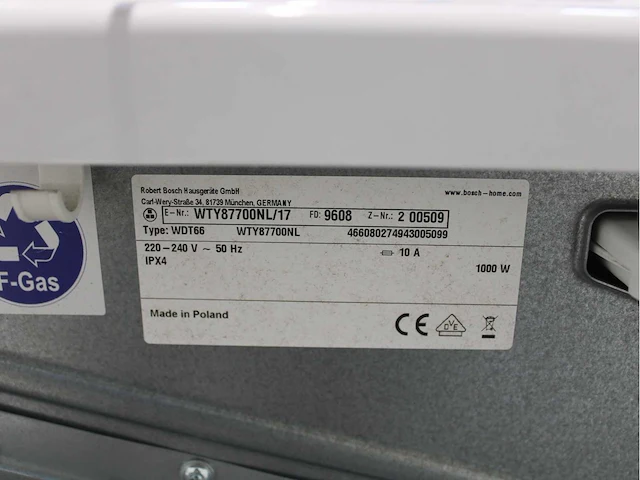 Robert Bosch Hausgeräte GmbH www.bosch-home.com
Carl-Wery-Straße 34, 81739 München, GERMANY
E-Nr.: WTY87700NL/17 FD: 9608 Z-Nr.: 2 00509
Type: WDT66 WTY87700NL 466080274943005099
220-240 V ~ 50 Hz 10 A
IPX4 1000 W
Made in Poland
CE DVE
F-Gas